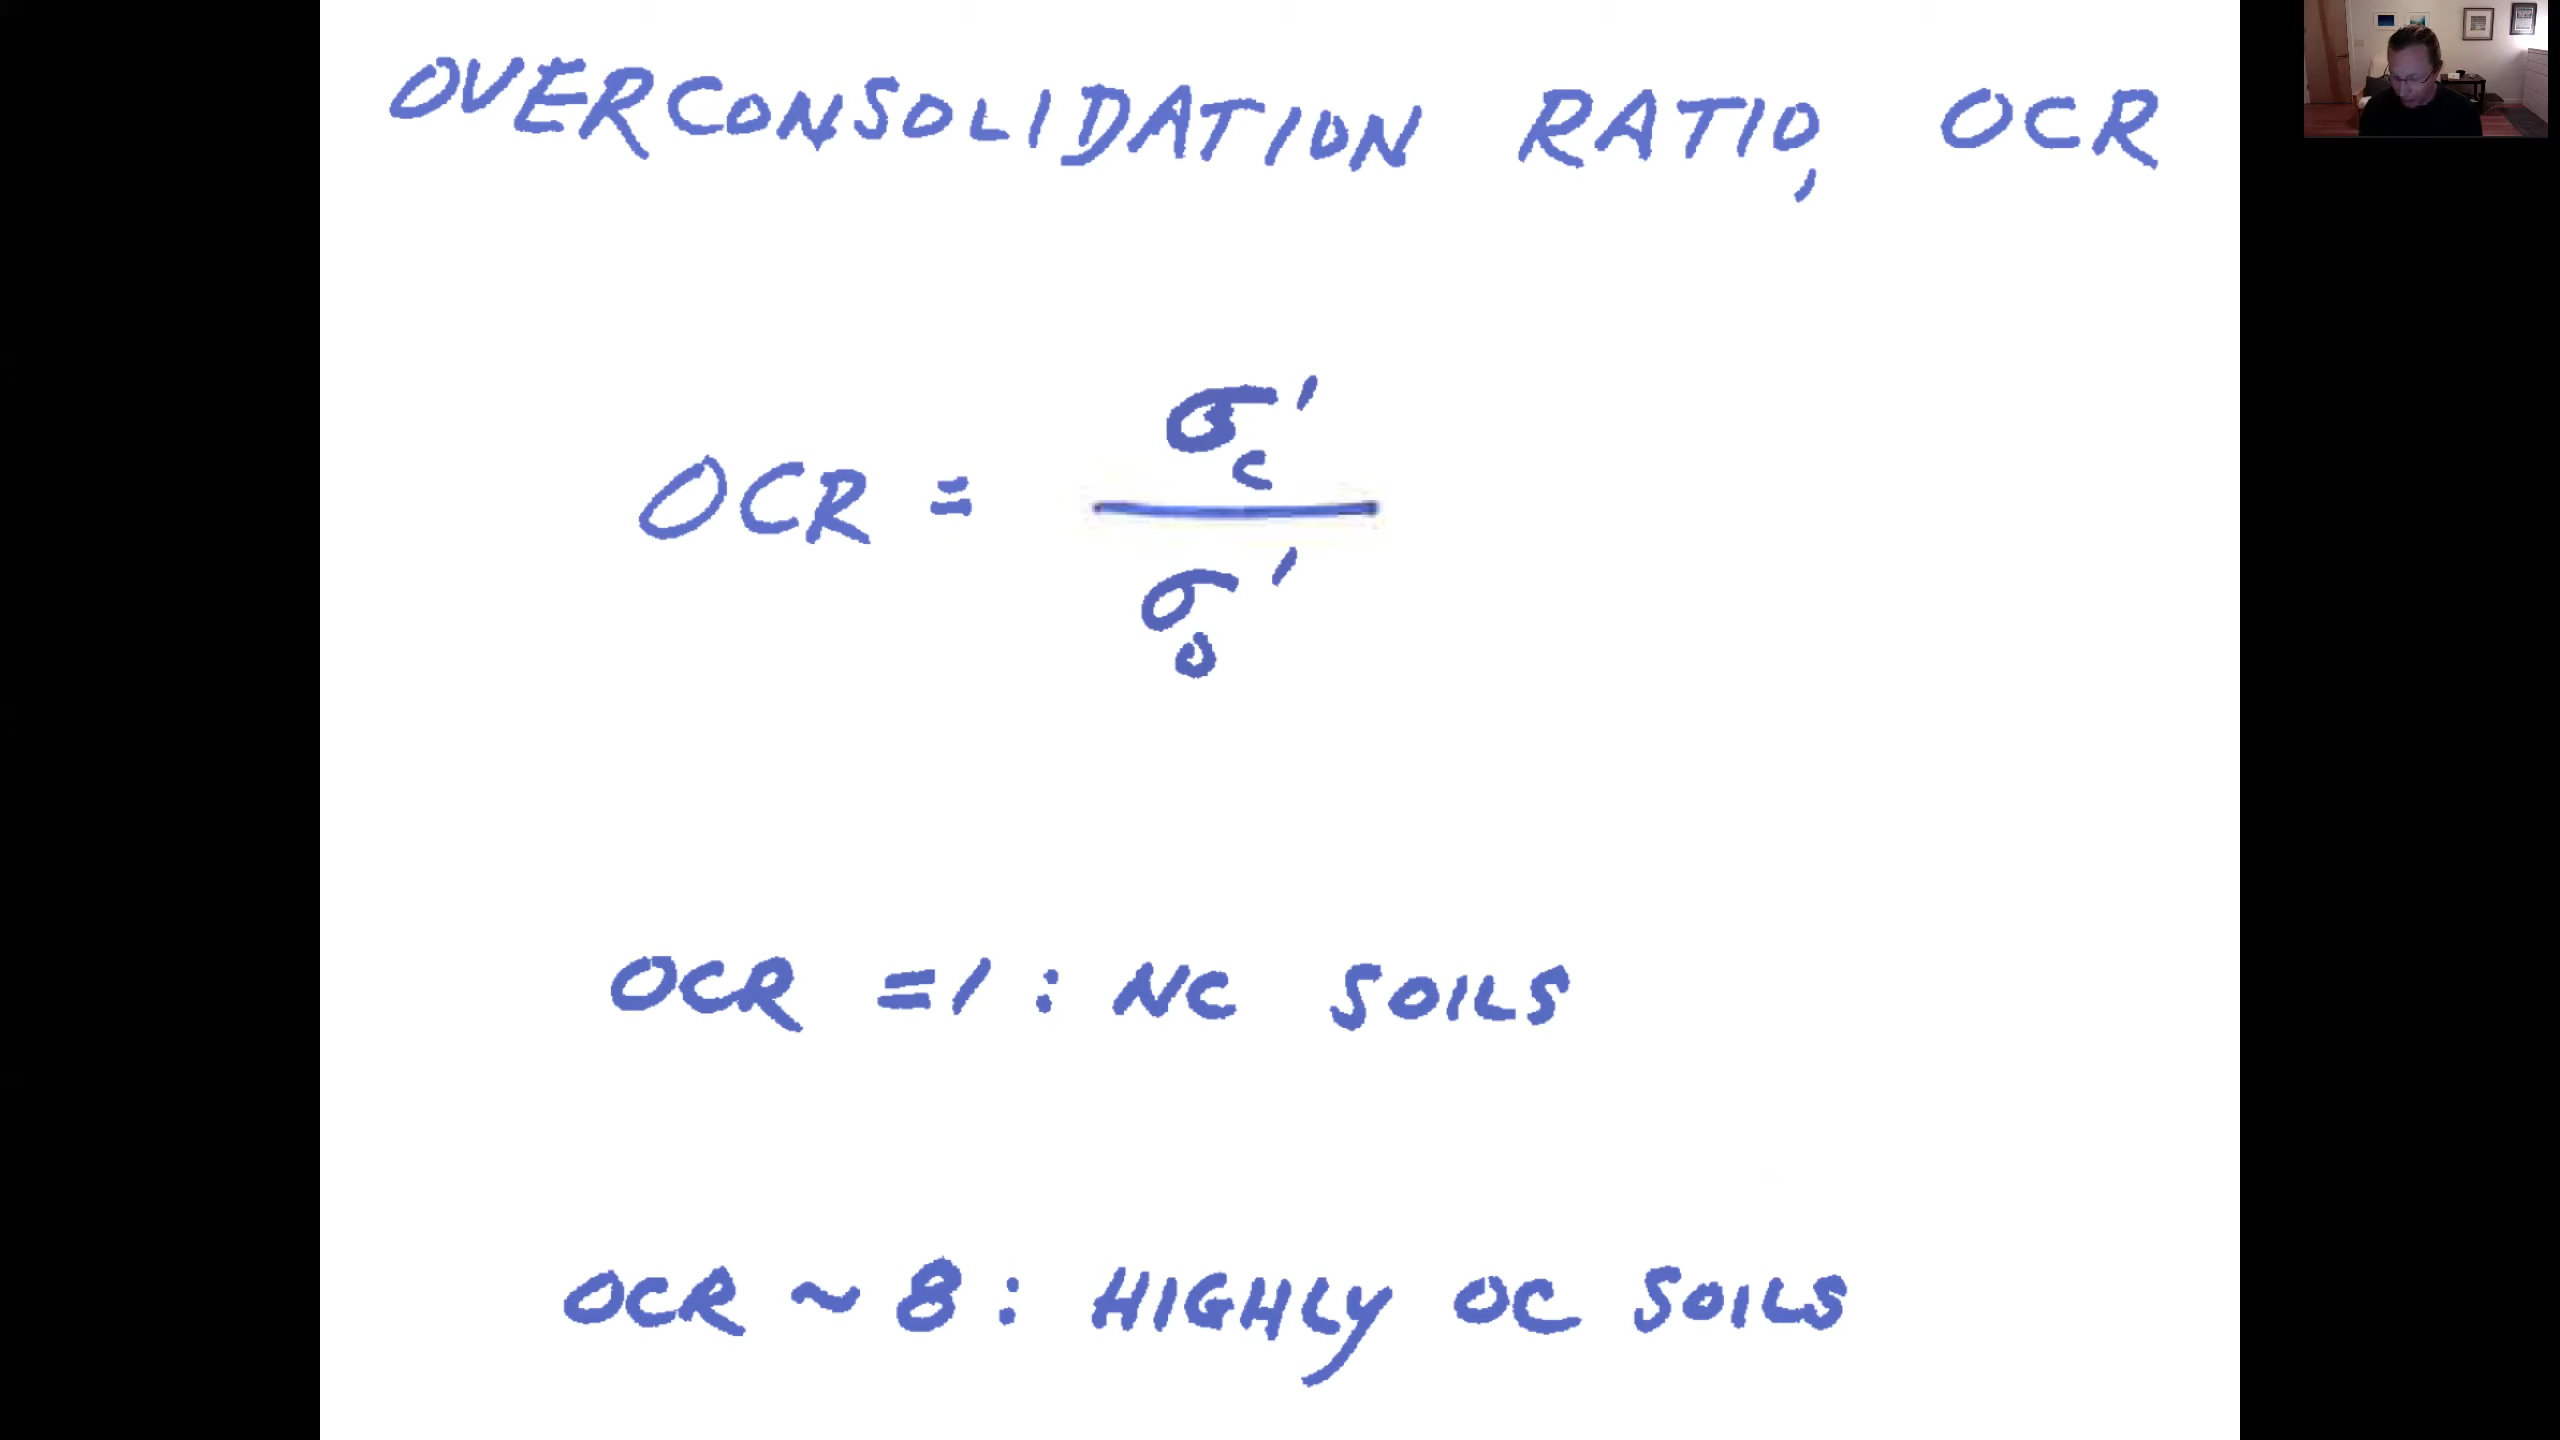 OVERCONSOLIDATION RATIO, OCR
OCR = σc' / σo'
OCR =1 : NC SOILS
OCR ~ 8 : HIGHLY OC SOILS